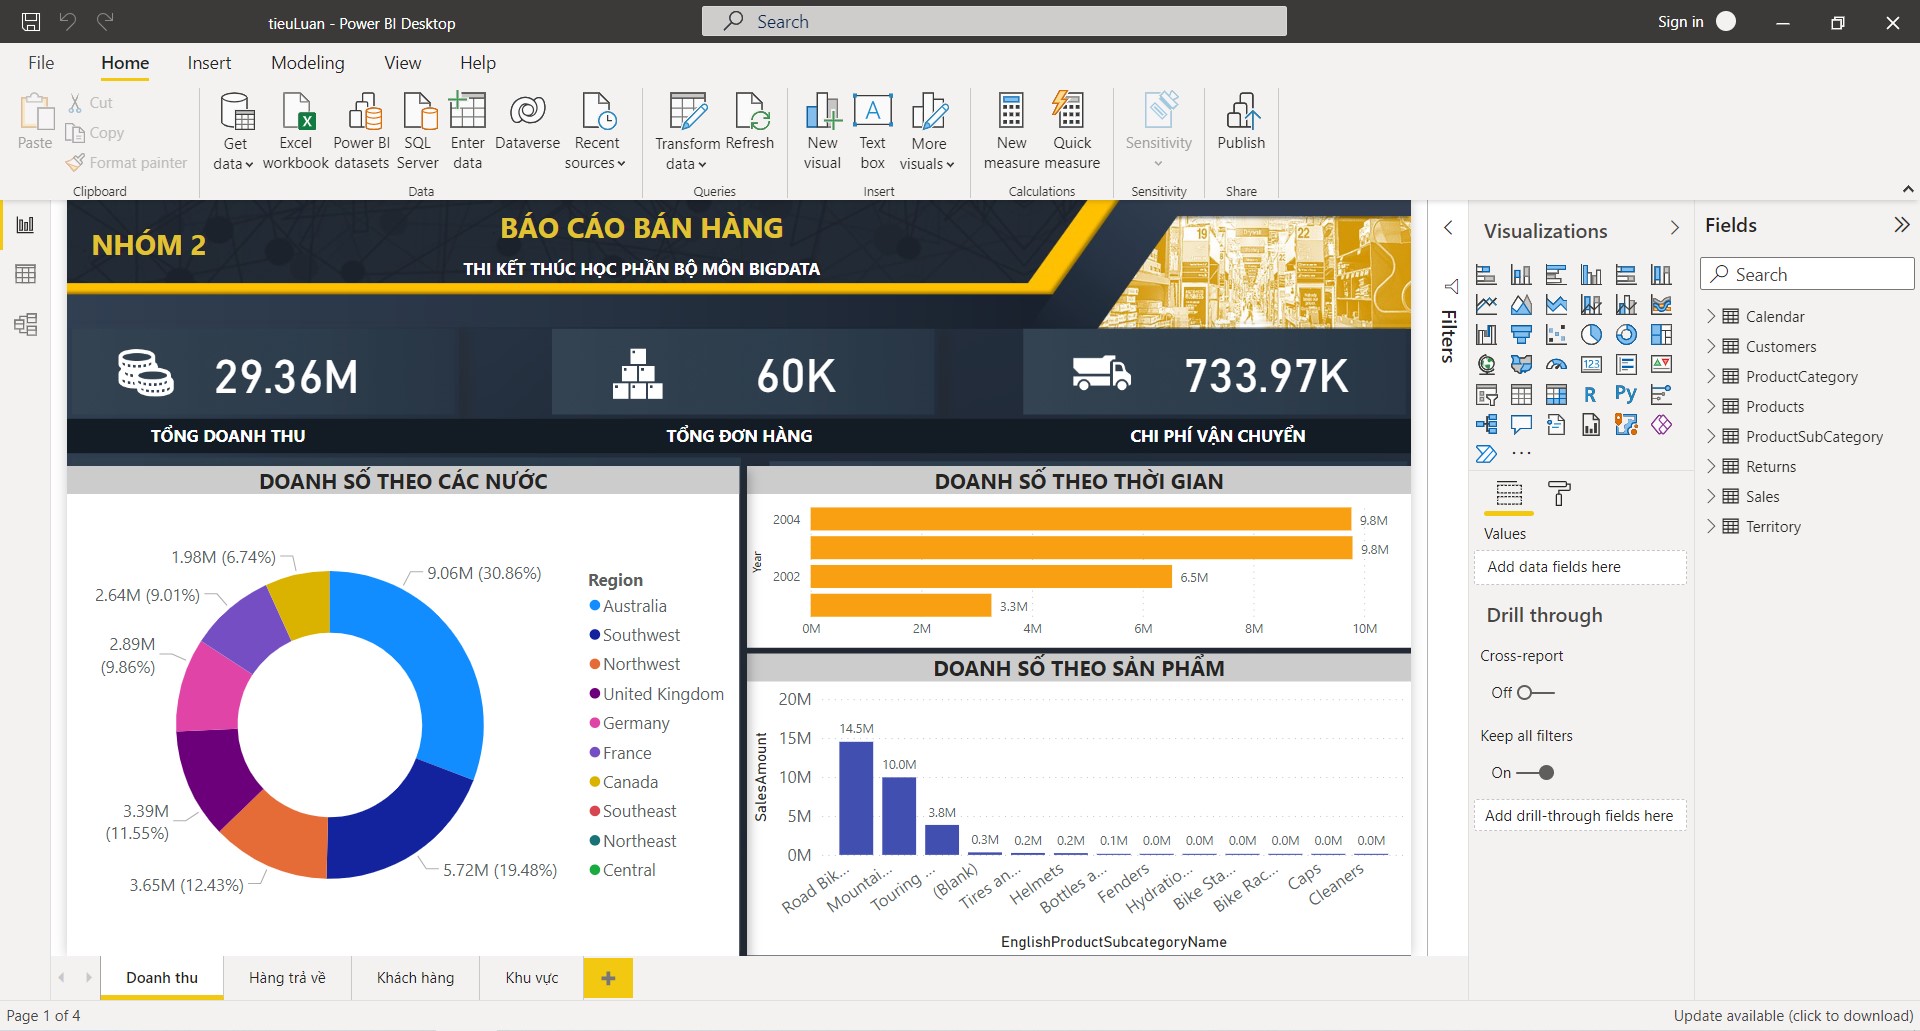 tieuLuan - Power BI Desktop
Search
Sign in
File Home Insert Modeling View Help
Paste
Cut
Copy
Format painter
Clipboard
Get data
Excel workbook
Power BI datasets
SQL Server
Enter data
Dataverse
Recent sources
Data
Transform data
Refresh
Queries
New visual
Text box
More visuals
Insert
New measure
Quick measure
Calculations
Sensitivity
Sensitivity
Publish
Share
NHÓM 2
BÁO CÁO BÁN HÀNG
THI KẾT THÚC HỌC PHẦN BỘ MÔN BIGDATA
19
22
29.36M
TỔNG DOANH THU
60K
TỔNG ĐƠN HÀNG
733.97K
CHI PHÍ VẬN CHUYỂN
DOANH SỐ THEO CÁC NƯỚC
1.98M (6.74%)
9.06M (30.86%)
2.64M (9.01%)
2.89M
(9.86%)
3.39M
(11.55%)
3.65M (12.43%)
5.72M (19.48%)
Region
Australia
Southwest
Northwest
United Kingdom
Germany
France
Canada
Southeast
Northeast
Central
DOANH SỐ THEO THỜI GIAN
Year
2004
9.8M
9.8M
2002
6.5M
3.3M
0M 2M 4M 6M 8M 10M
DOANH SỐ THEO SẢN PHẨM
SalesAmount
20M
15M
10M
5M
0M
14.5M
10.0M
3.8M
0.3M 0.2M 0.2M 0.1M 0.0M 0.0M 0.0M 0.0M 0.0M 0.0M
Road Bik... Mountai... Touring ... (Blank) Tires an... Helmets Bottles a... Fenders Hydratio... Bike Sta... Bike Rac... Caps Cleaners
EnglishProductSubcategoryName
Filters
Visualizations
123
R
Py
...
Values
Add data fields here
Drill through
Cross-report
Off
Keep all filters
On
Add drill-through fields here
Fields
Search
Calendar
Customers
ProductCategory
Products
ProductSubCategory
Returns
Sales
Territory
Doanh thu
Hàng trả về
Khách hàng
Khu vực
Page 1 of 4
Update available (click to download)